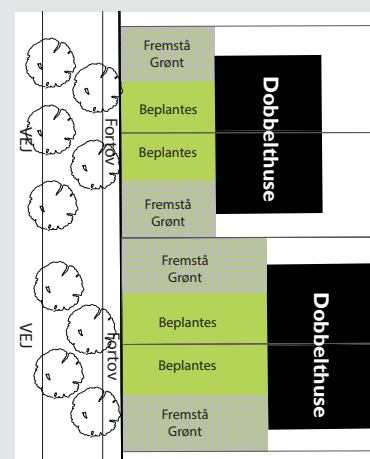 Fremstå
Grønt
Beplantes
Beplantes
Fremstå
Grønt
Dobbelthuse
VEJ
Fortov
Fremstå
Grønt
Beplantes
Beplantes
Fremstå
Grønt
Dobbelthuse
VEJ
Fortov